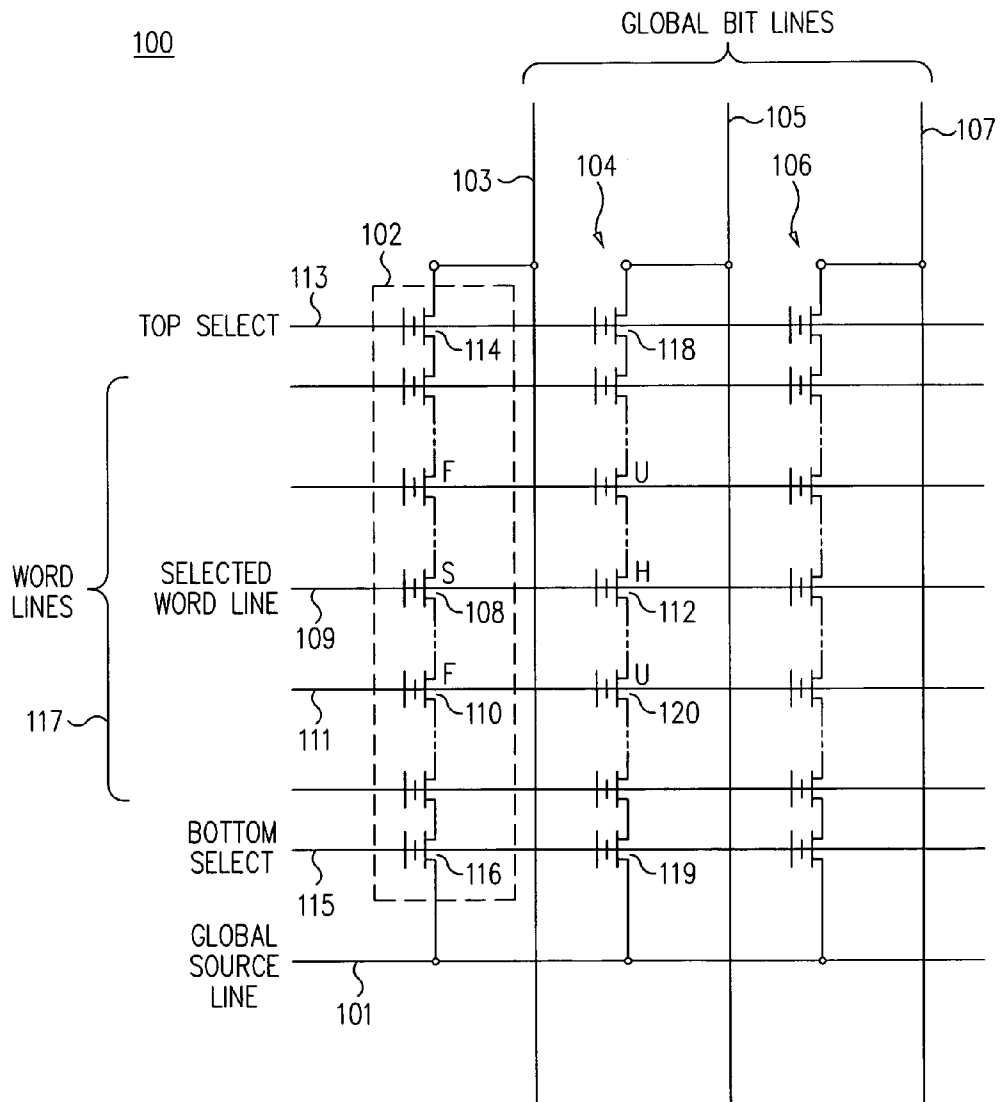 100
GLOBAL BIT LINES
103
104
105
106
107
102
113
TOP SELECT
114
118
F
U
WORD
LINES
SELECTED
WORD LINE
S
H
109
108
112
F
U
117
111
110
120
BOTTOM
SELECT
115
116
119
GLOBAL
SOURCE
LINE
101